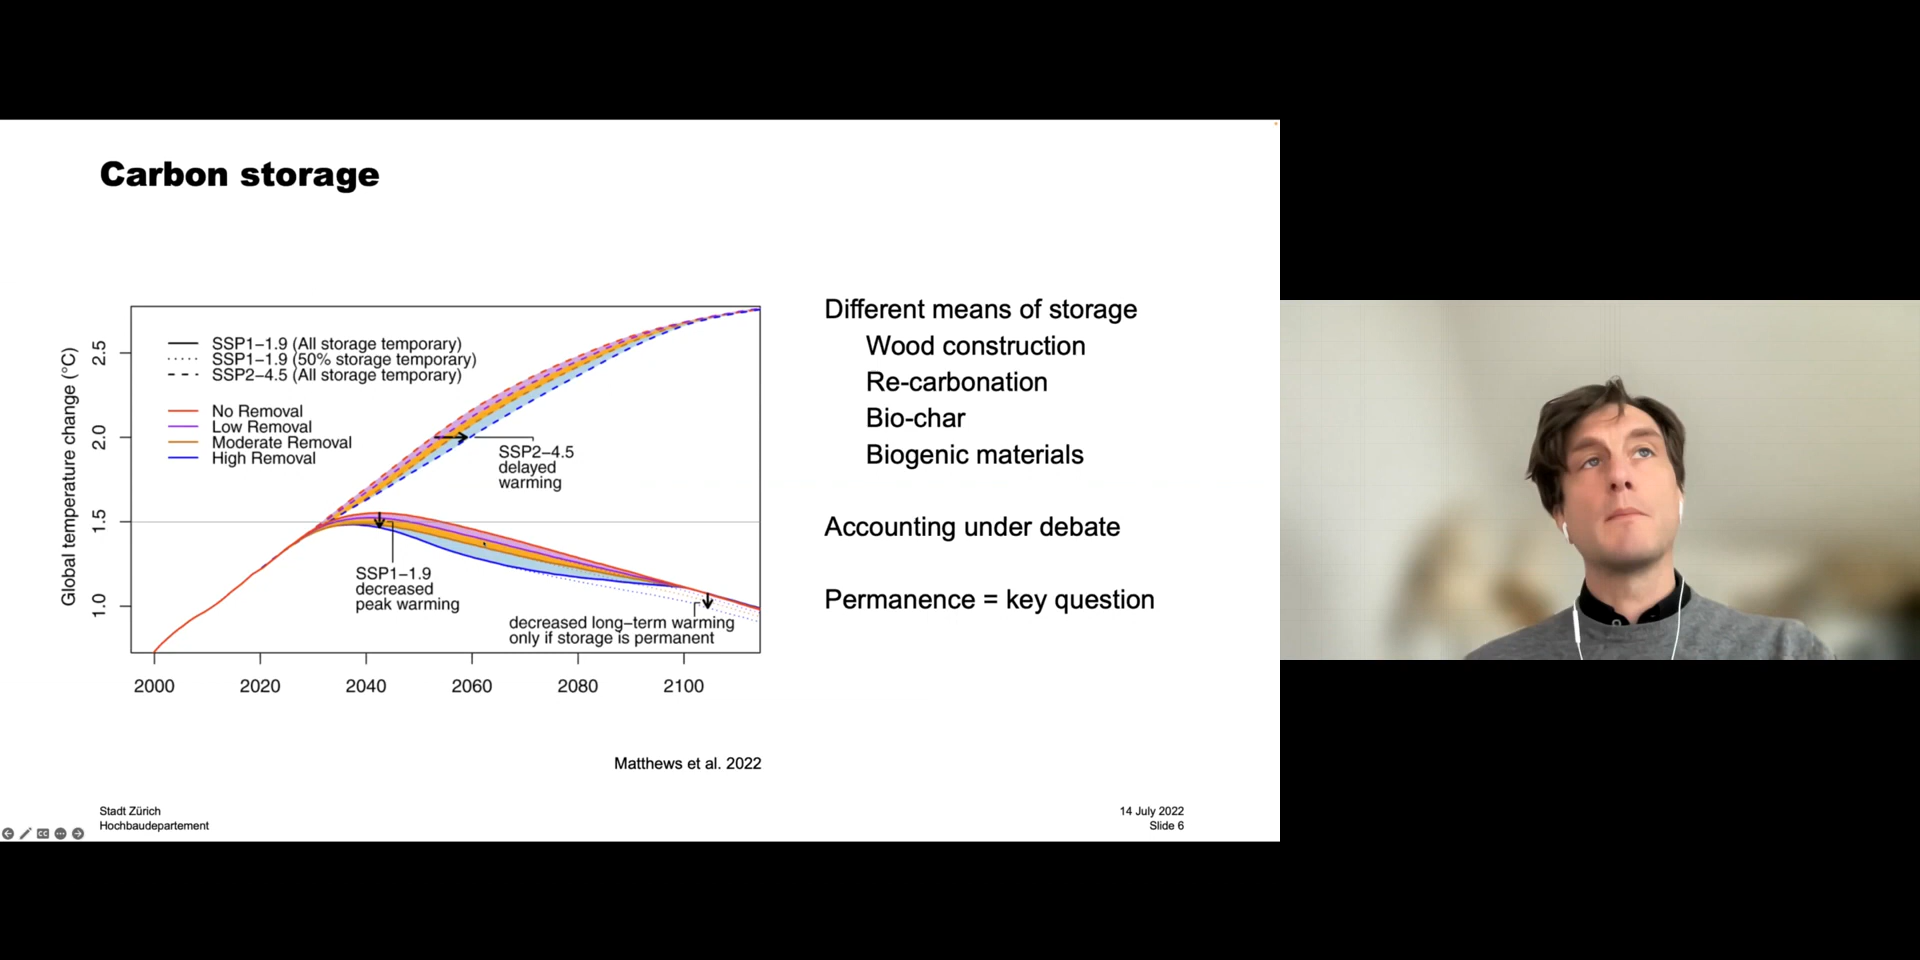 Carbon storage
Global temperature change (°C)
2.5
2.0
1.5
1.0
SSP1−1.9 (All storage temporary)
SSP1−1.9 (50% storage temporary)
SSP2−4.5 (All storage temporary)
No Removal
Low Removal
Moderate Removal
High Removal
SSP2−4.5
delayed
warming
SSP1−1.9
decreased
peak warming
decreased long−term warming
only if storage is permanent
2000 2020 2040 2060 2080 2100
Matthews et al. 2022
Different means of storage
Wood construction
Re-carbonation
Bio-char
Biogenic materials
Accounting under debate
Permanence = key question
Stadt Zürich
Hochbaudepartement
14 July 2022
Slide 6
CC